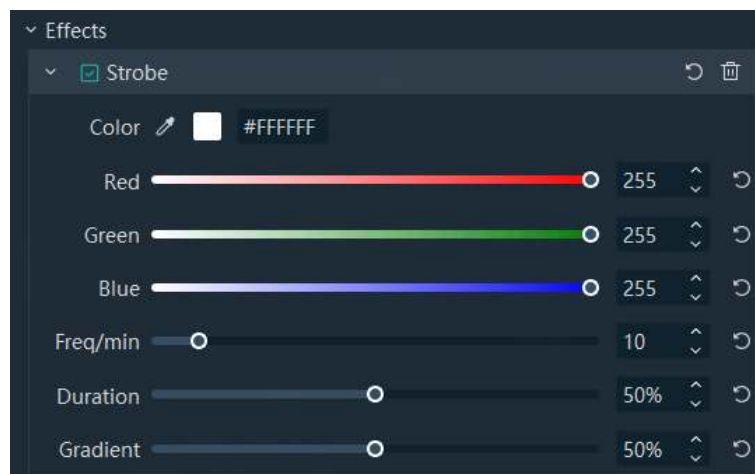 Effects
Strobe
Color #FFFFFF
Red 255
Green 255
Blue 255
Freq/min 10
Duration 50%
Gradient 50%